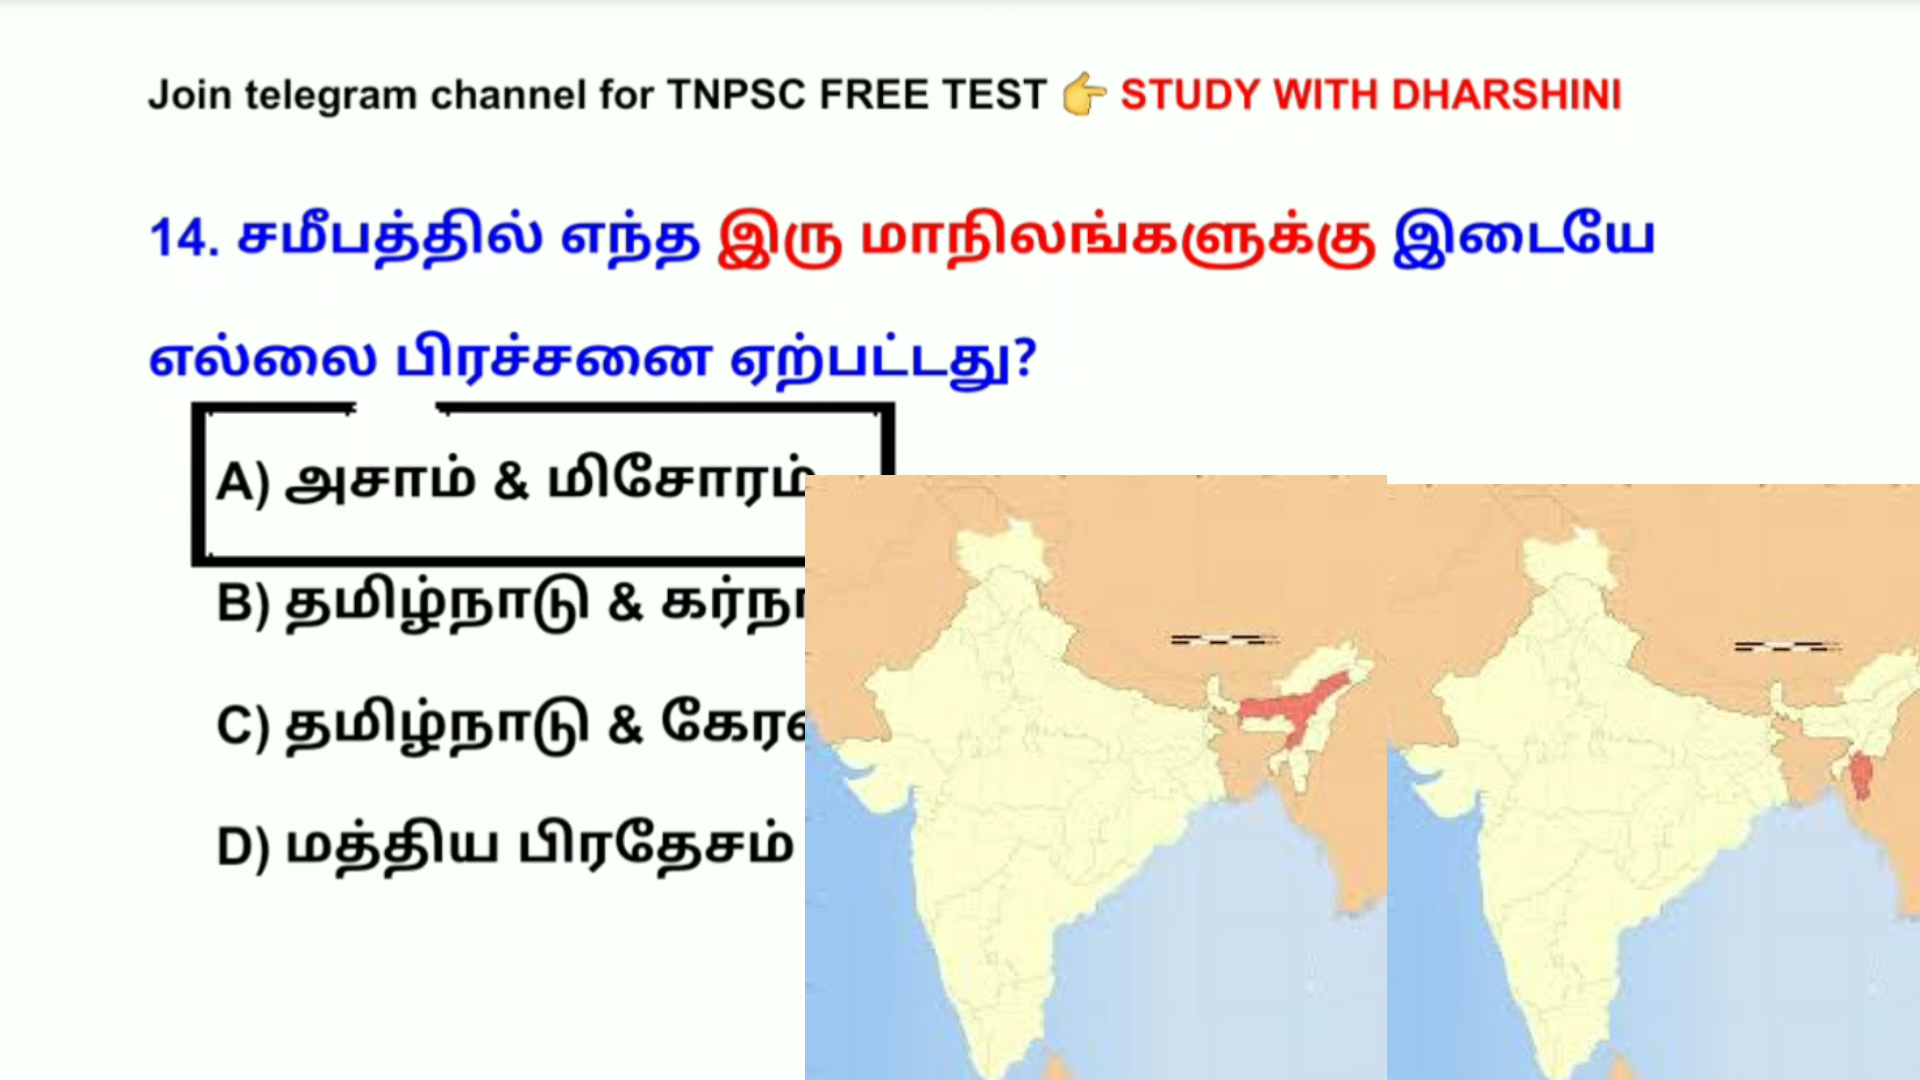 Join telegram channel for TNPSC FREE TEST 👉 STUDY WITH DHARSHINI
14. சமீபத்தில் எந்த இரு மாநிலங்களுக்கு இடையே
எல்லை பிரச்சனை ஏற்பட்டது?
A) அசாம் & மிசோரம்
B) தமிழ்நாடு &
C) தமிழ்நாடு &
D) மத்திய பிரதேசம்